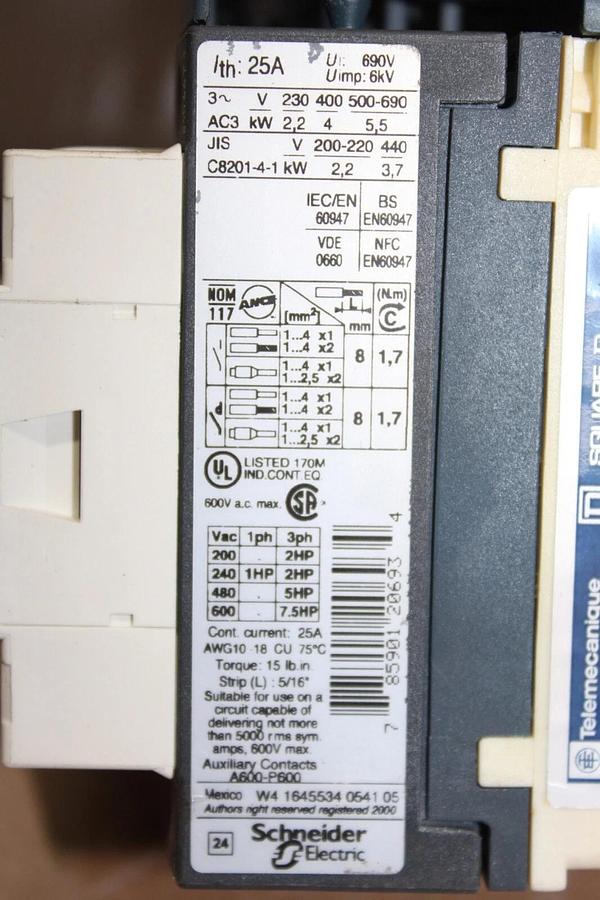 Ith: 25A Ui: 690V
Uimp: 6kV
3~ V 230 400 500-690
AC3 kW 2,2 4 5,5
JIS V 200-220 440
C8201-4-1 kW 2,2 3,7
IEC/EN 60947 BS EN60947
VDE 0660 NFC EN60947
NOM 117 ANCE [mm²] L mm (N.m) C
1...4 x1
1...4 x2
1...4 x1
1...2,5 x2
8 1,7
1...4 x1
1...4 x2
1...4 x1
1...2,5 x2
8 1,7
UL LISTED 170M
IND.CONT EQ
600V a.c. max. SA
Vac 1ph 3ph
200 . 2HP
240 1HP 2HP
480 . 5HP
600 . 7.5HP
Cont. current: 25A
AWG10-18 CU 75°C
Torque: 15 lb.in
Strip (L) : 5/16"
Suitable for use on a
circuit capable of
delivering not more
than 5000 rms sym.
amps, 600V max.
Auxiliary Contacts
A600-P600
7 85901 20693 4
Mexico W4 1645534 0541 05
Authors right reserved registered 2000
24 Schneider
Electric
Telemecanique
SQUARE D